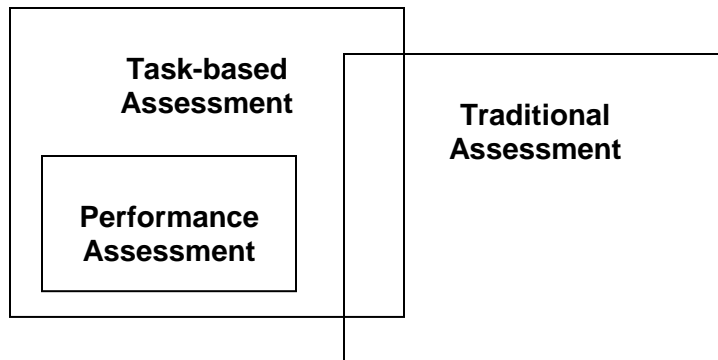 Task-based
Assessment
Traditional
Assessment
Performance
Assessment